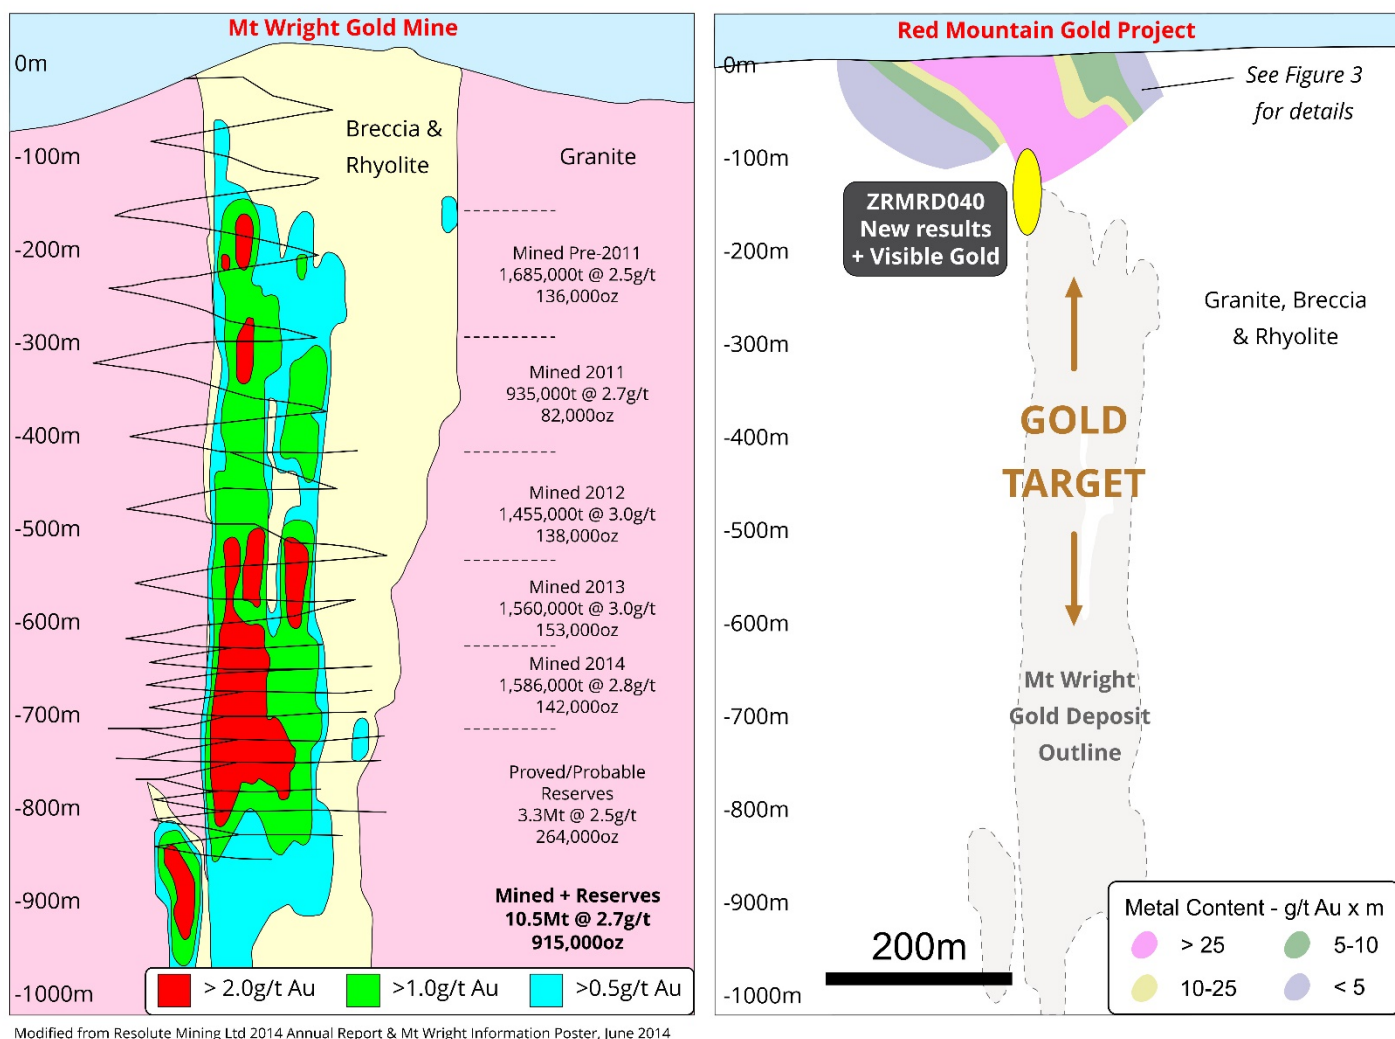 Mt Wright Gold Mine
0m
-100m
-200m
-300m
-400m
-500m
-600m
-700m
-800m
-900m
-1000m
Breccia &
Rhyolite
Granite
Mined Pre-2011
1,685,000t @ 2.5g/t
136,000oz
Mined 2011
935,000t @ 2.7g/t
82,000oz
Mined 2012
1,455,000t @ 3.0g/t
138,000oz
Mined 2013
1,560,000t @ 3.0g/t
153,000oz
Mined 2014
1,586,000t @ 2.8g/t
142,000oz
Proved/Probable
Reserves
3.3Mt @ 2.5g/t
264,000oz
Mined + Reserves
10.5Mt @ 2.7g/t
915,000oz
> 2.0g/t Au
>1.0g/t Au
>0.5g/t Au
Modified from Resolute Mining Ltd 2014 Annual Report & Mt Wright Information Poster, June 2014
Red Mountain Gold Project
0m
-100m
-200m
-300m
-400m
-500m
-600m
-700m
-800m
-900m
-1000m
See Figure 3
for details
ZRMRD040
New results
+ Visible Gold
Granite, Breccia
& Rhyolite
GOLD
TARGET
Mt Wright
Gold Deposit
Outline
200m
Metal Content - g/t Au x m
> 25
5-10
10-25
< 5